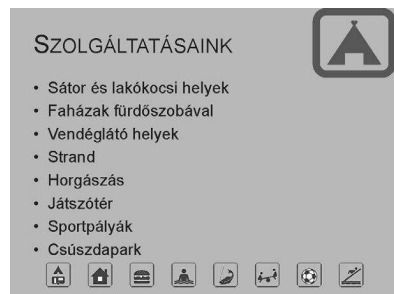 SZOLGÁLTATÁSAINK
• Sátor és lakókocsi helyek
• Faházak fürdőszobával
• Vendéglátó helyek
• Strand
• Horgászás
• Játszótér
• Sportpályák
• Csúszdapark